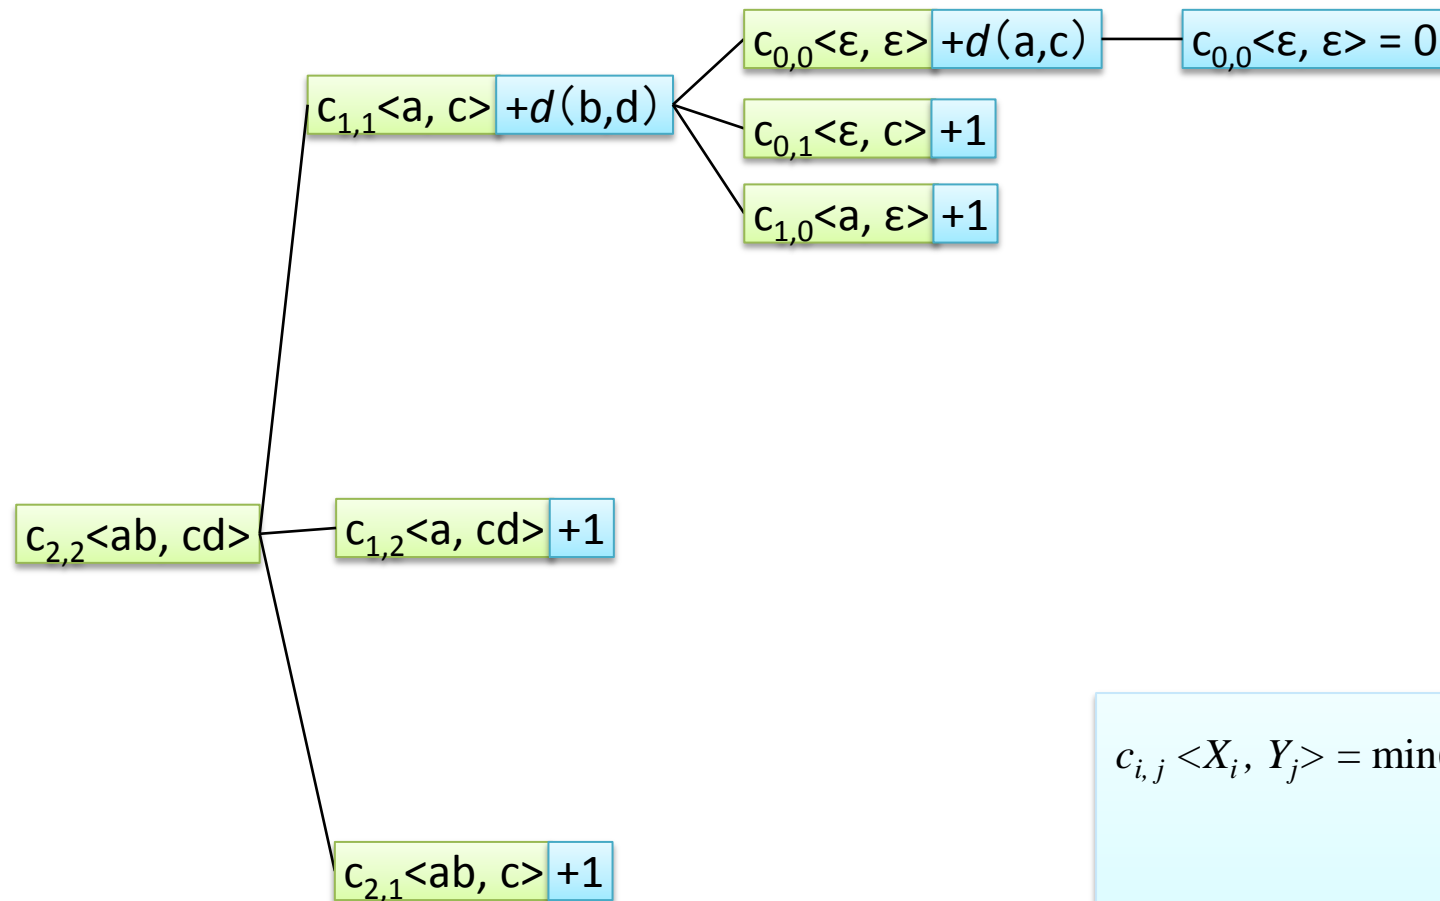 c0,0<ε, ε> +d（a,c） c0,0<ε, ε> = 0
c1,1<a, c> +d（b,d）
c0,1<ε, c> +1
c1,0<a, ε> +1
c2,2<ab, cd>
c1,2<a, cd> +1
ci, j <Xi, Yj> = min(
c2,1<ab, c> +1